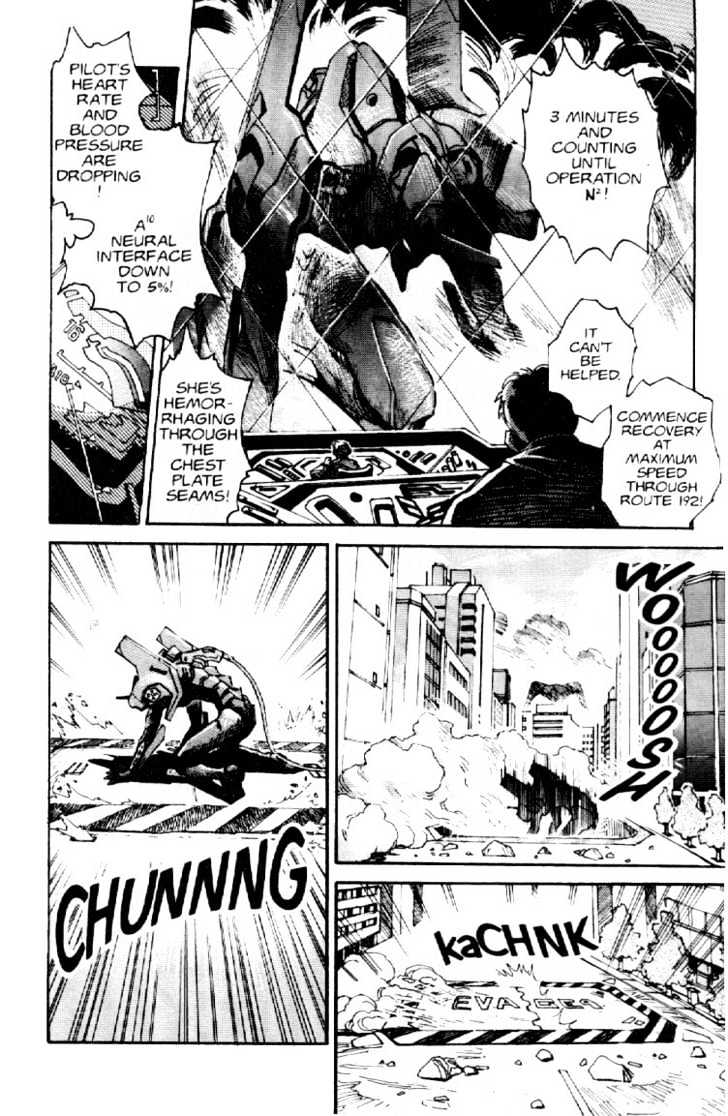 PILOT'S
HEART
RATE
AND
BLOOD
PRESSURE
ARE
DROPPING
!
A10
NEURAL
INTERFACE
DOWN
TO 5%!
3 MINUTES
AND
COUNTING
UNTIL
OPERATION
N²!
SHE'S
HEMOR-
RHAGING
THROUGH
THE
CHEST
PLATE
SEAMS!
IT
CAN'T
BE
HELPED.
COMMENCE
RECOVERY
AT
MAXIMUM
SPEED
THROUGH
ROUTE 192!
CHUNNNG
WOOOOOSH
kaCHNK
EVA